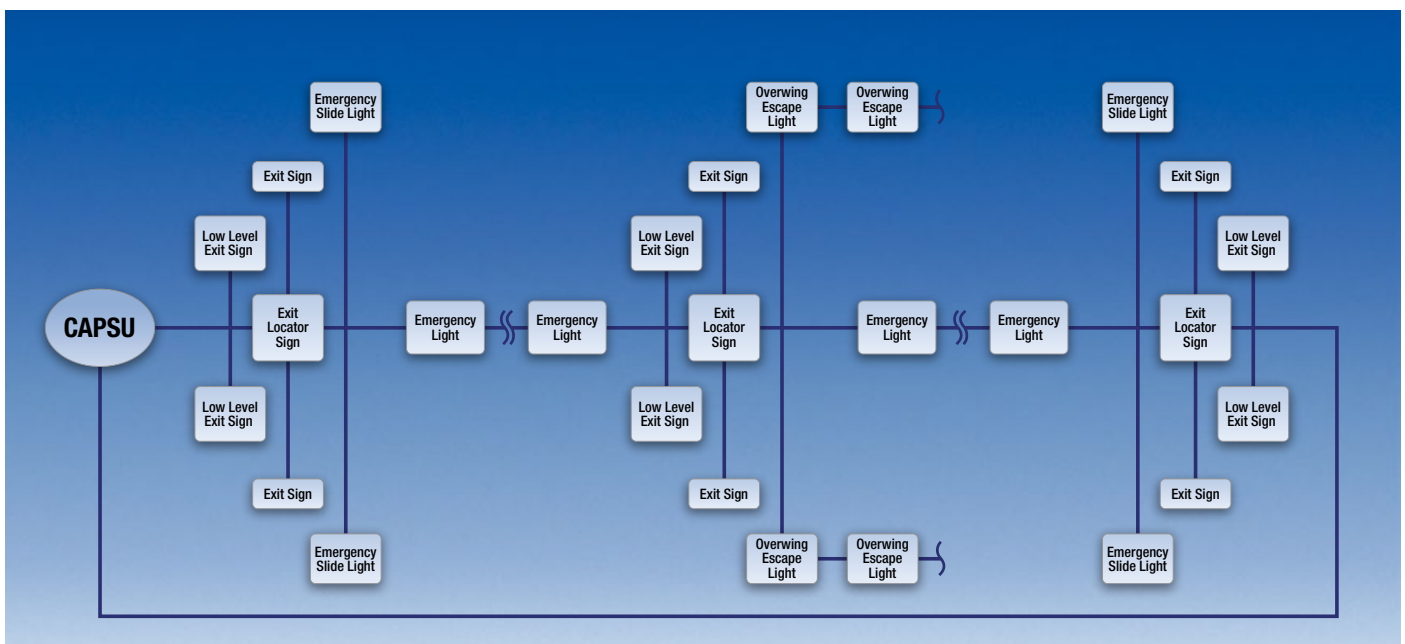 Overwing
Escape
Light
Overwing
Escape
Light
Emergency
Slide Light
Emergency
Slide Light
Exit Sign
Exit Sign
Exit Sign
Low Level
Exit Sign
Low Level
Exit Sign
Low Level
Exit Sign
CAPSU
Exit
Locator
Sign
Emergency
Light
Emergency
Light
Exit
Locator
Sign
Emergency
Light
Emergency
Light
Exit
Locator
Sign
Low Level
Exit Sign
Low Level
Exit Sign
Low Level
Exit Sign
Exit Sign
Exit Sign
Exit Sign
Emergency
Slide Light
Overwing
Escape
Light
Overwing
Escape
Light
Emergency
Slide Light